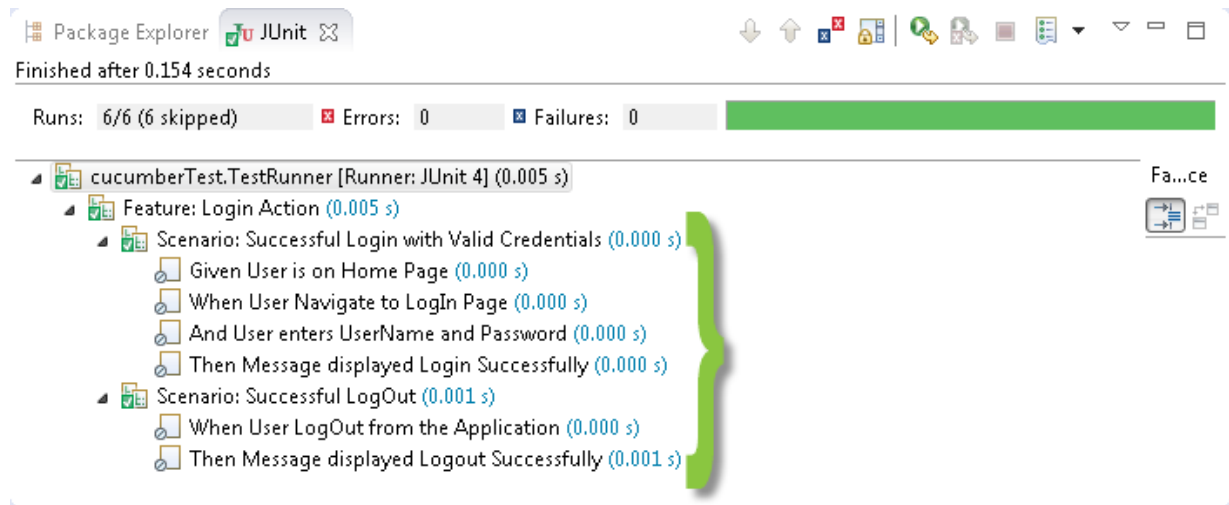 Package Explorer JUnit
Finished after 0.154 seconds
Runs: 6/6 (6 skipped) Errors: 0 Failures: 0
cucumberTest.TestRunner [Runner: JUnit 4] (0.005 s)
Fa...ce
Feature: Login Action (0.005 s)
Scenario: Successful Login with Valid Credentials (0.000 s)
Given User is on Home Page (0.000 s)
When User Navigate to LogIn Page (0.000 s)
And User enters UserName and Password (0.000 s)
Then Message displayed Login Successfully (0.000 s)
Scenario: Successful LogOut (0.001 s)
When User LogOut from the Application (0.000 s)
Then Message displayed Logout Successfully (0.001 s)